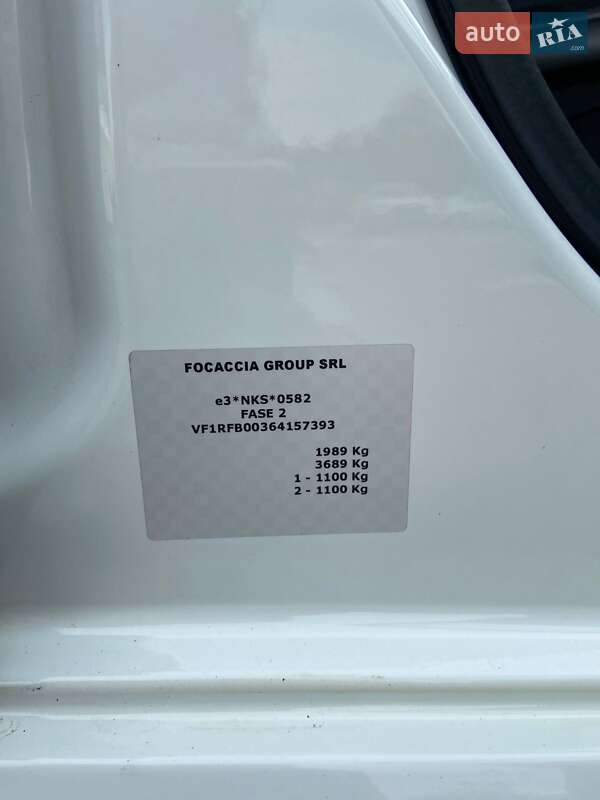 auto RIA
.com
FOCACCIA GROUP SRL
e3*NKS*0582
FASE 2
VF1RFB00364157393
1989 Kg
3689 Kg
1 - 1100 Kg
2 - 1100 Kg